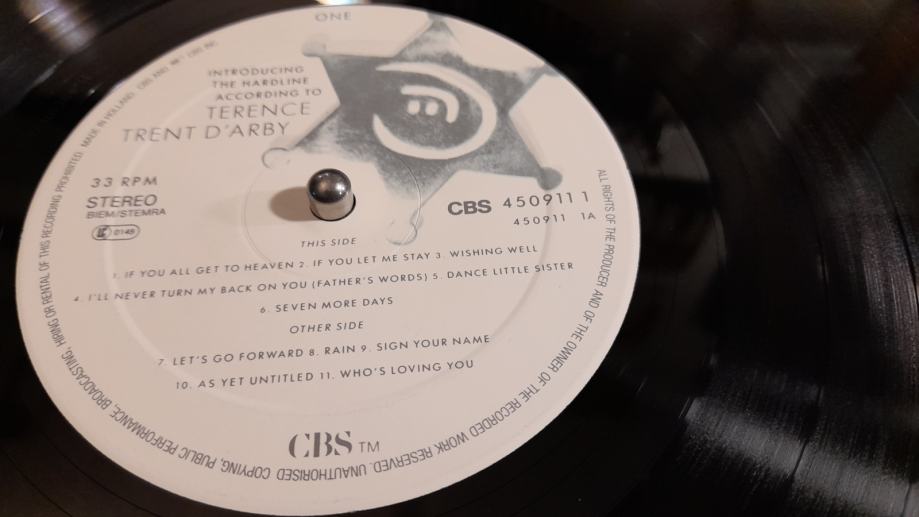 ONE
INTRODUCING
THE HARDLINE
ACCORDING TO
TERENCE
TRENT D'ARBY
33 RPM
STEREO
BIEM/STEMRA
0149
CBS 450911 1
450911 1A
THIS SIDE
1. IF YOU ALL GET TO HEAVEN 2. IF YOU LET ME STAY 3. WISHING WELL
4. I'LL NEVER TURN MY BACK ON YOU (FATHER'S WORDS) 5. DANCE LITTLE SISTER
6. SEVEN MORE DAYS
OTHER SIDE
7. LET'S GO FORWARD 8. RAIN 9. SIGN YOUR NAME
10. AS YET UNTITLED 11. WHO'S LOVING YOU
CBS TM
ALL RIGHTS OF THE PRODUCER AND OF THE OWNER OF THE RECORDED WORK RESERVED. UNAUTHORISED COPYING, PUBLIC PERFORMANCE, BROADCASTING, HIRING OR RENTAL OF THIS RECORDING PROHIBITED. MADE IN HOLLAND. CBS AND CBS INC.